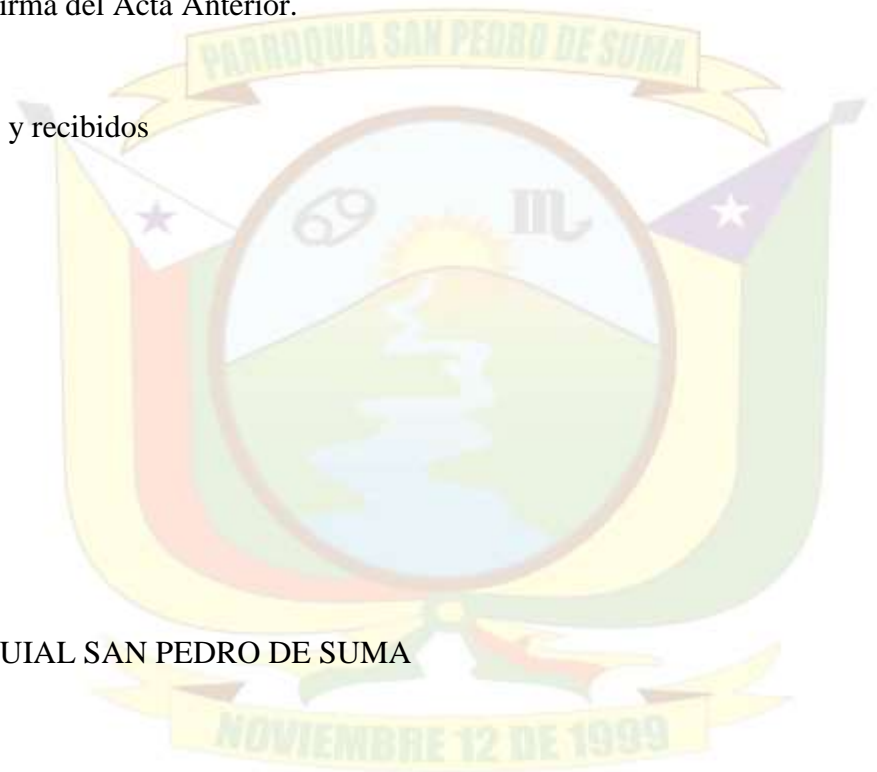 irma del Acta Anterior.
PARROQUIA SAN PEDRO DE SUMA
y recibidos
UIAL SAN PEDRO DE SUMA
NOVIEMBRE 12 DE 1999